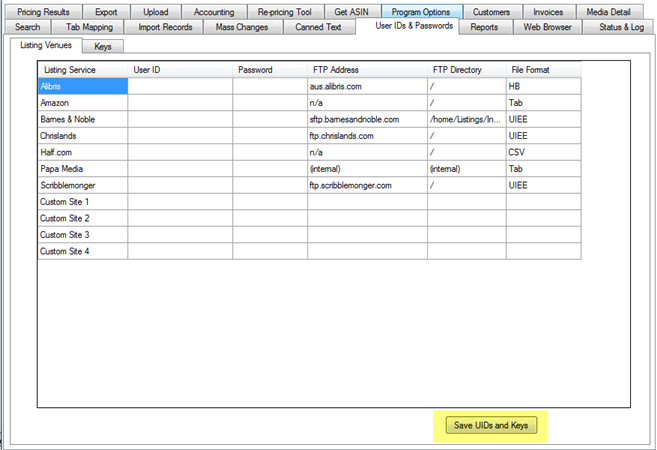 Pricing Results Export Upload Accounting Re-pricing Tool Get ASIN Program Options Customers Invoices Media Detail
Search Tab Mapping Import Records Mass Changes Canned Text User IDs & Passwords Reports Web Browser Status & Log
Listing Venues Keys
Listing Service User ID Password FTP Address FTP Directory File Format
Alibris aus.alibris.com / HB
Amazon n/a / Tab
Barnes & Noble sftp.barnesandnoble.com /home/Listings/In... UIEE
Chrislands ftp.chrislands.com / UIEE
Half.com n/a / CSV
Papa Media (internal) (internal) Tab
Scribblemonger ftp.scribblemonger.com / UIEE
Custom Site 1
Custom Site 2
Custom Site 3
Custom Site 4
Save UIDs and Keys